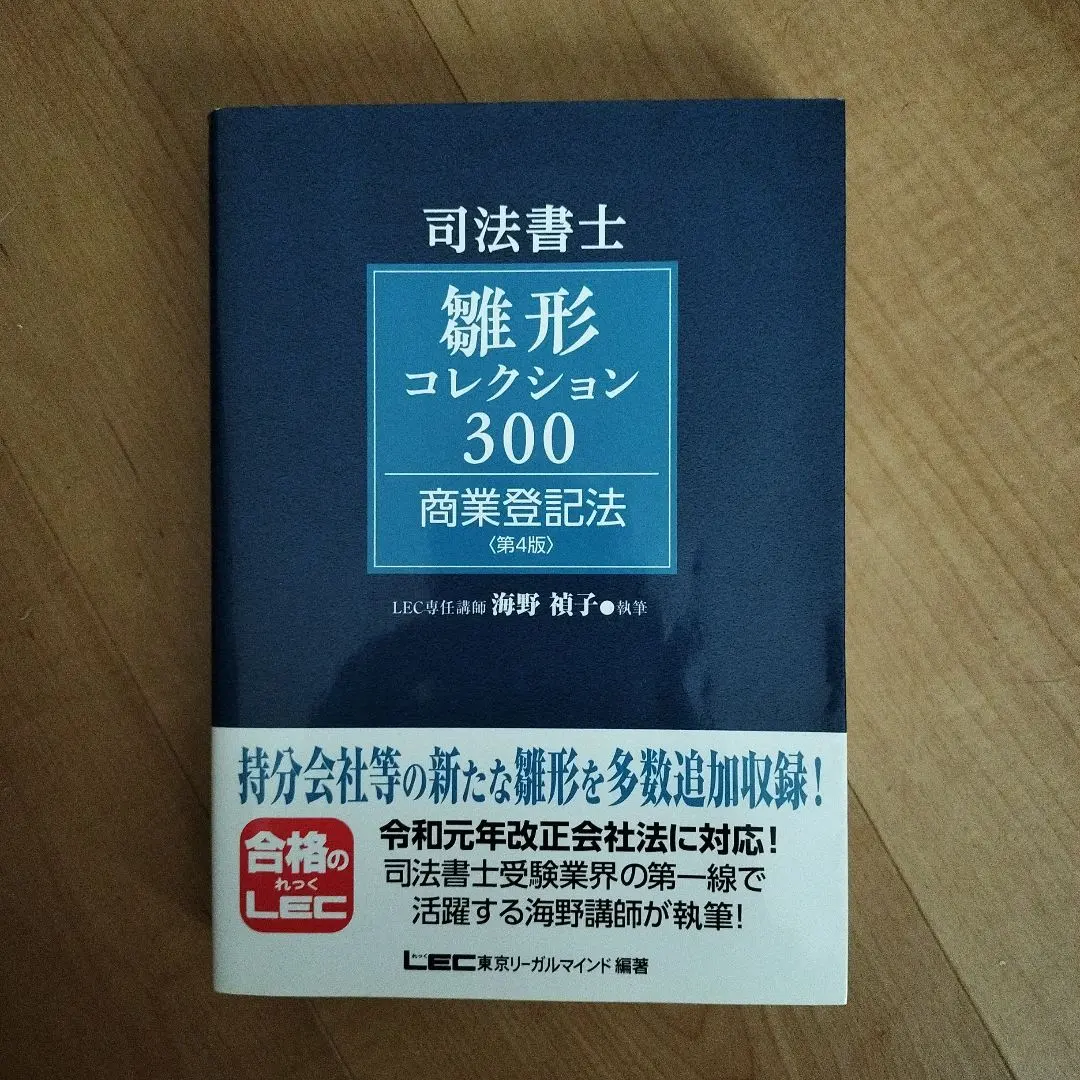 司法書士
雛形
コレクション
300
商業登記法
〈第4版〉
LEC専任講師 海野 禎子●執筆
持分会社等の新たな雛形を多数追加収録!
合格の
れっく
LEC
令和元年改正会社法に対応!
司法書士受験業界の第一線で
活躍する海野講師が執筆!
れっく
LEC東京リーガルマインド 編著